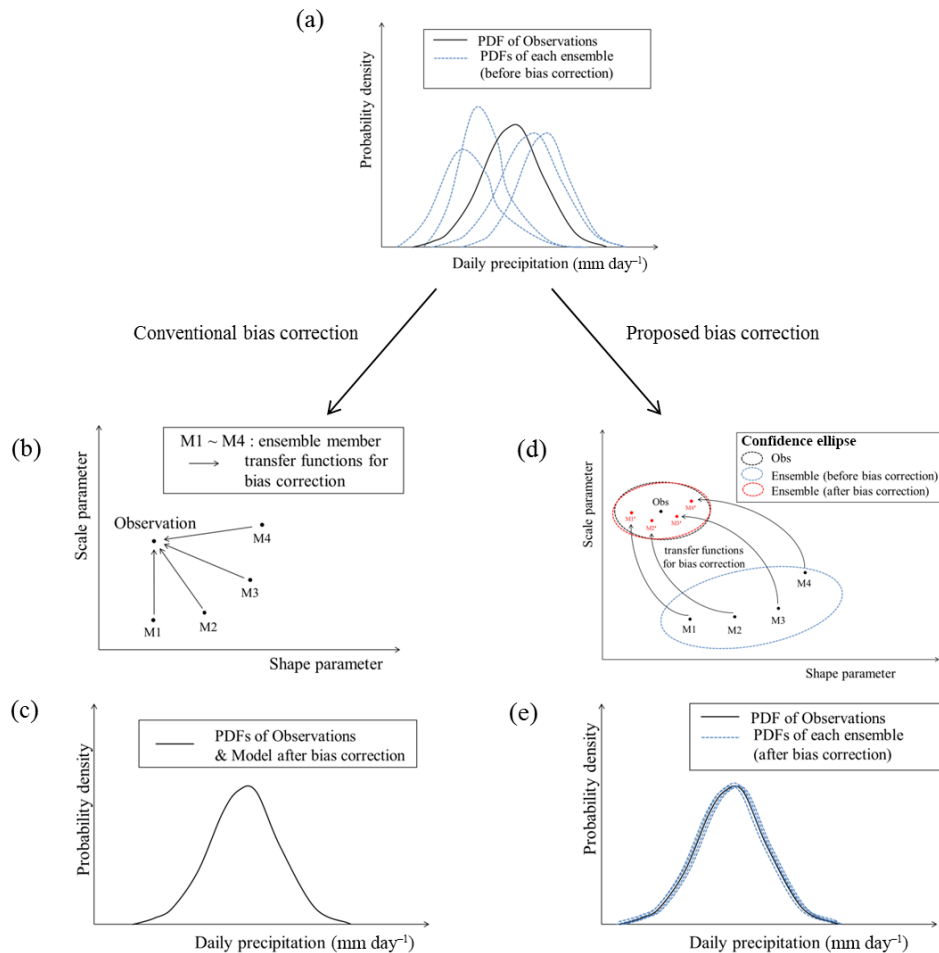 (a)
PDF of Observations
PDFs of each ensemble
(before bias correction)
Probability density
Daily precipitation (mm day⁻¹)
Conventional bias correction
Proposed bias correction
(b)
M1 ~ M4 : ensemble member
transfer functions for
bias correction
Scale parameter
Observation
M4
M3
M2
M1
Shape parameter
(d)
Confidence ellipse
Obs
Ensemble (before bias correction)
Ensemble (after bias correction)
Scale parameter
Obs
M4*
M1*
M3*
M2*
transfer functions
for bias correction
M4
M3
M2
M1
Shape parameter
(c)
PDFs of Observations
& Model after bias correction
Probability density
Daily precipitation (mm day⁻¹)
(e)
PDF of Observations
PDFs of each ensemble
(after bias correction)
Probability density
Daily precipitation (mm day⁻¹)